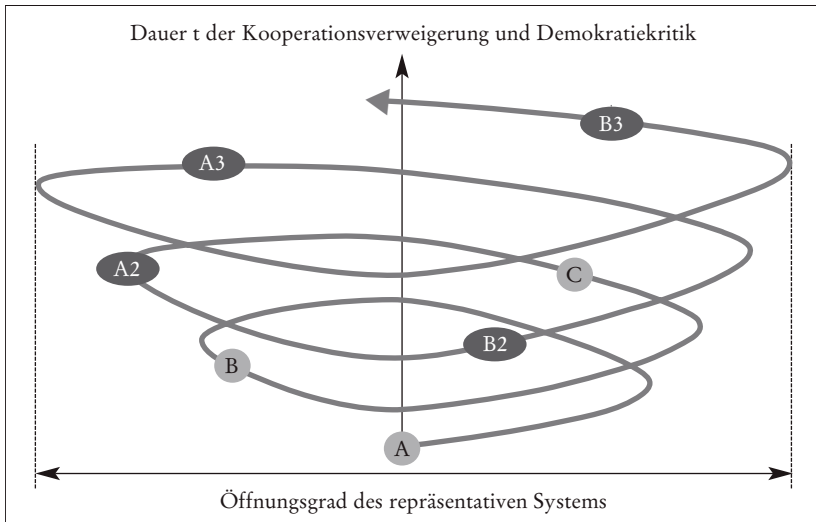 Dauer t der Kooperationsverweigerung und Demokratiekritik
B3
A3
A2
C
B2
B
A
Öffnungsgrad des repräsentativen Systems